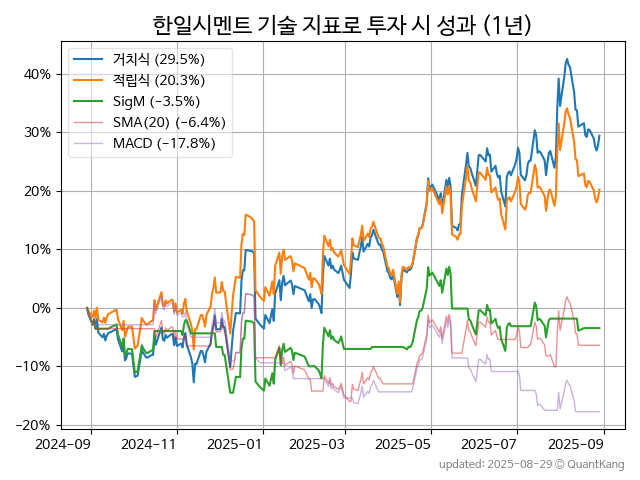 한일시멘트 기술 지표로 투자 시 성과 (1년)
거치식 (29.5%)
적립식 (20.3%)
SigM (−3.5%)
SMA(20) (−6.4%)
MACD (−17.8%)
40%
30%
20%
10%
0%
−10%
−20%
2024-09 2024-11 2025-01 2025-03 2025-05 2025-07 2025-09
updated: 2025-08-29 © QuantKang